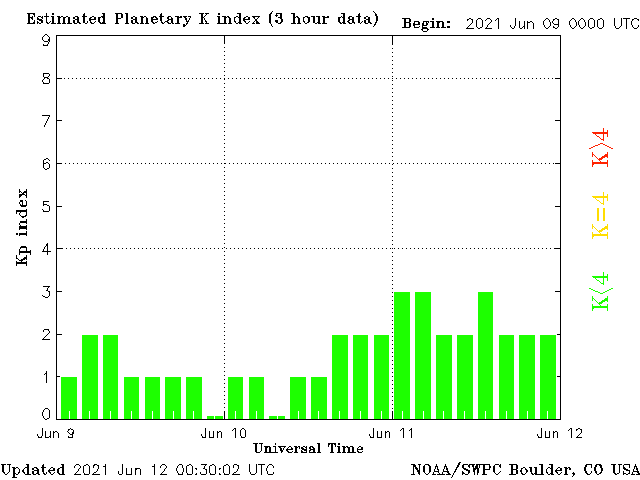 Estimated Planetary K index (3 hour data)
Begin: 2021 Jun 09 0000 UTC
9
8
7
6
5
4
3
2
1
0
Kp index
Jun 9
Jun 10
Jun 11
Jun 12
Universal Time
K>4
K=4
K<4
Updated 2021 Jun 12 00:30:02 UTC
NOAA/SWPC Boulder, CO USA